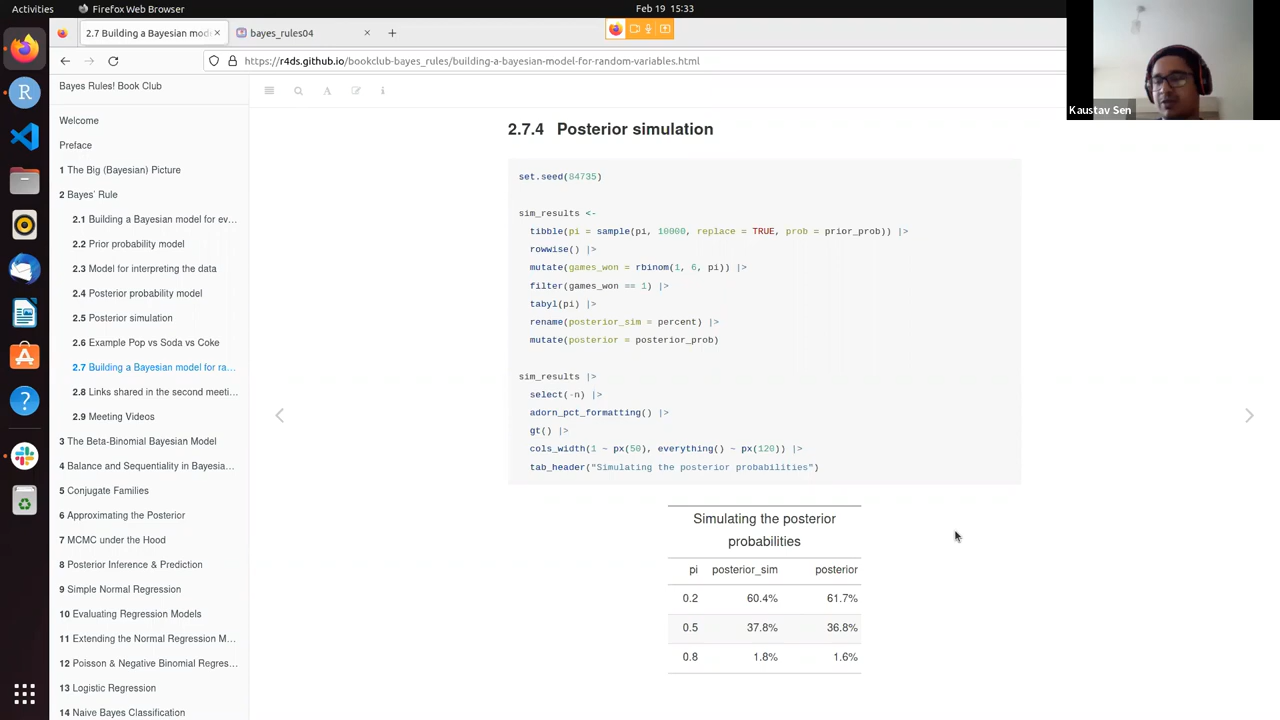 Activities
Firefox Web Browser
Feb 19 15:33
2.7 Building a Bayesian mod
bayes_rules04
https://r4ds.github.io/bookclub-bayes_rules/building-a-bayesian-model-for-random-variables.html
Kaustav Sen
Bayes Rules! Book Club
Welcome
Preface
1 The Big (Bayesian) Picture
2 Bayes' Rule
2.1 Building a Bayesian model for ev...
2.2 Prior probability model
2.3 Model for interpreting the data
2.4 Posterior probability model
2.5 Posterior simulation
2.6 Example Pop vs Soda vs Coke
2.7 Building a Bayesian model for ra...
2.8 Links shared in the second meeti...
2.9 Meeting Videos
3 The Beta-Binomial Bayesian Model
4 Balance and Sequentiality in Bayesia...
5 Conjugate Families
6 Approximating the Posterior
7 MCMC under the Hood
8 Posterior Inference & Prediction
9 Simple Normal Regression
10 Evaluating Regression Models
11 Extending the Normal Regression M...
12 Poisson & Negative Binomial Regres...
13 Logistic Regression
14 Naive Bayes Classification
2.7.4 Posterior simulation
set.seed(84735)
sim_results <-
tibble(pi = sample(pi, 10000, replace = TRUE, prob = prior_prob)) |>
rowwise() |>
mutate(games_won = rbinom(1, 6, pi)) |>
filter(games_won == 1) |>
tabyl(pi) |>
rename(posterior_sim = percent) |>
mutate(posterior = posterior_prob)
sim_results |>
select(-n) |>
adorn_pct_formatting() |>
gt() |>
cols_width(1 ~ px(50), everything() ~ px(120)) |>
tab_header("Simulating the posterior probabilities")
Simulating the posterior
probabilities
pi posterior_sim posterior
0.2 60.4% 61.7%
0.5 37.8% 36.8%
0.8 1.8% 1.6%